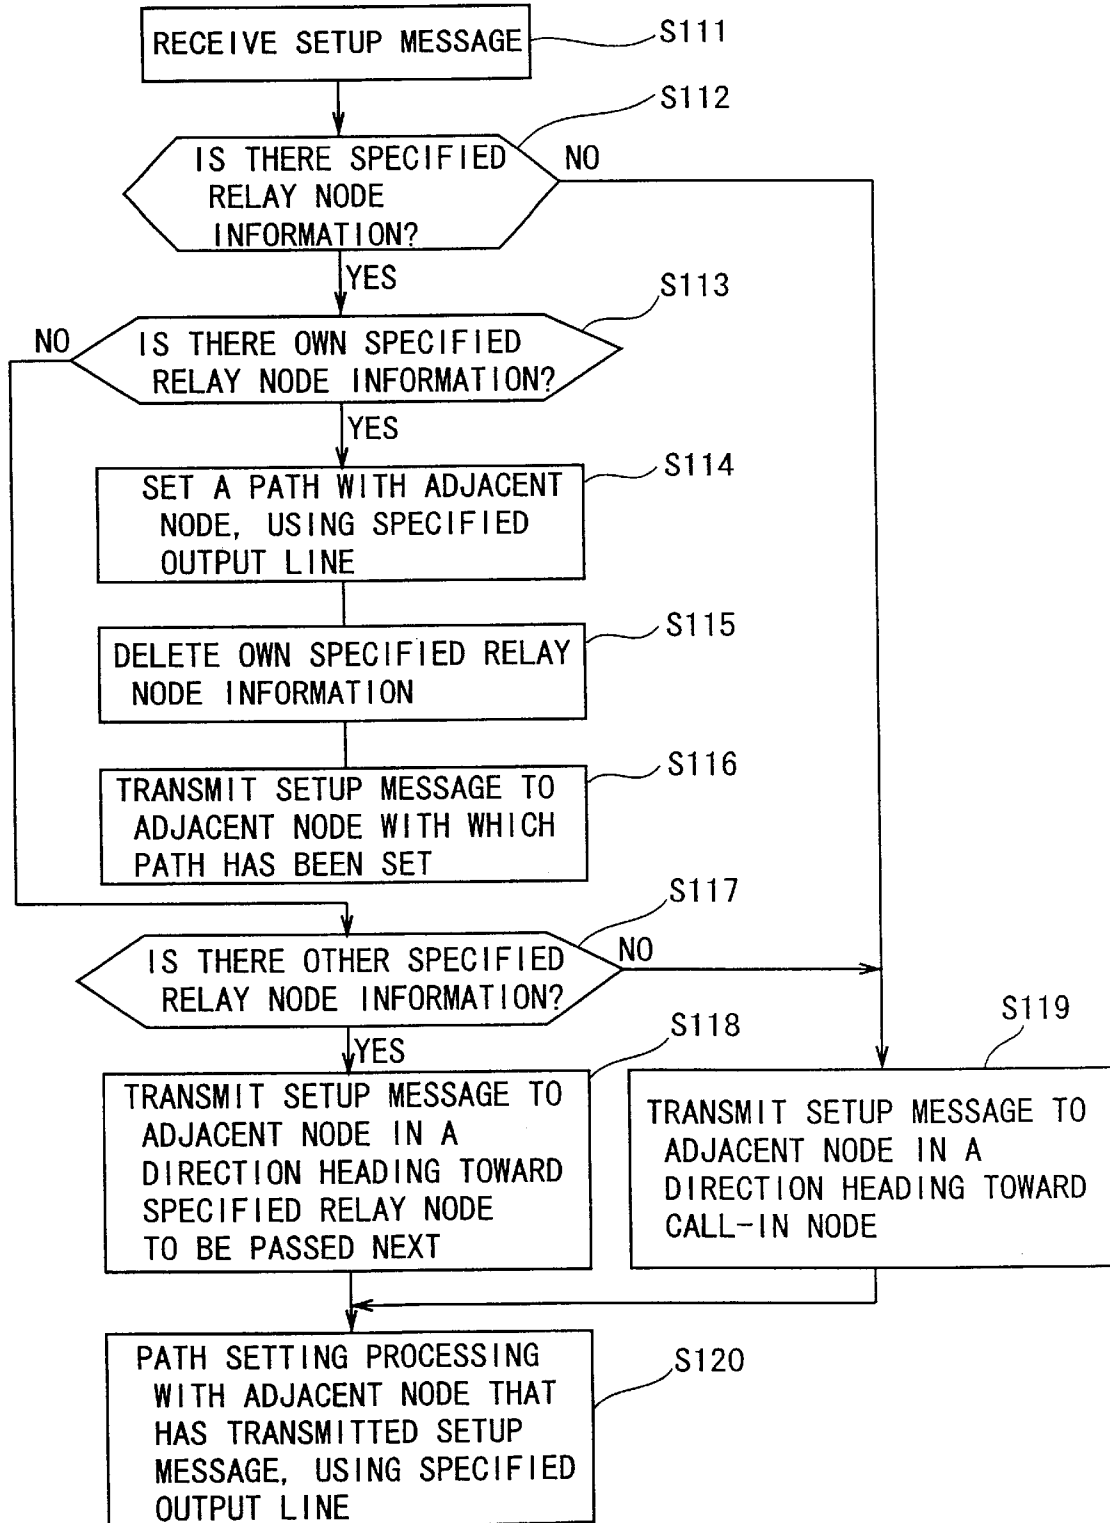 RECEIVE SETUP MESSAGE
S111
S112
IS THERE SPECIFIED
RELAY NODE
INFORMATION?
NO
YES
S113
NO
IS THERE OWN SPECIFIED
RELAY NODE INFORMATION?
YES
S114
SET A PATH WITH ADJACENT
NODE, USING SPECIFIED
OUTPUT LINE
S115
DELETE OWN SPECIFIED RELAY
NODE INFORMATION
S116
TRANSMIT SETUP MESSAGE TO
ADJACENT NODE WITH WHICH
PATH HAS BEEN SET
S117
IS THERE OTHER SPECIFIED
RELAY NODE INFORMATION?
NO
YES
S118
TRANSMIT SETUP MESSAGE TO
ADJACENT NODE IN A
DIRECTION HEADING TOWARD
SPECIFIED RELAY NODE
TO BE PASSED NEXT
S119
TRANSMIT SETUP MESSAGE TO
ADJACENT NODE IN A
DIRECTION HEADING TOWARD
CALL-IN NODE
S120
PATH SETTING PROCESSING
WITH ADJACENT NODE THAT
HAS TRANSMITTED SETUP
MESSAGE, USING SPECIFIED
OUTPUT LINE